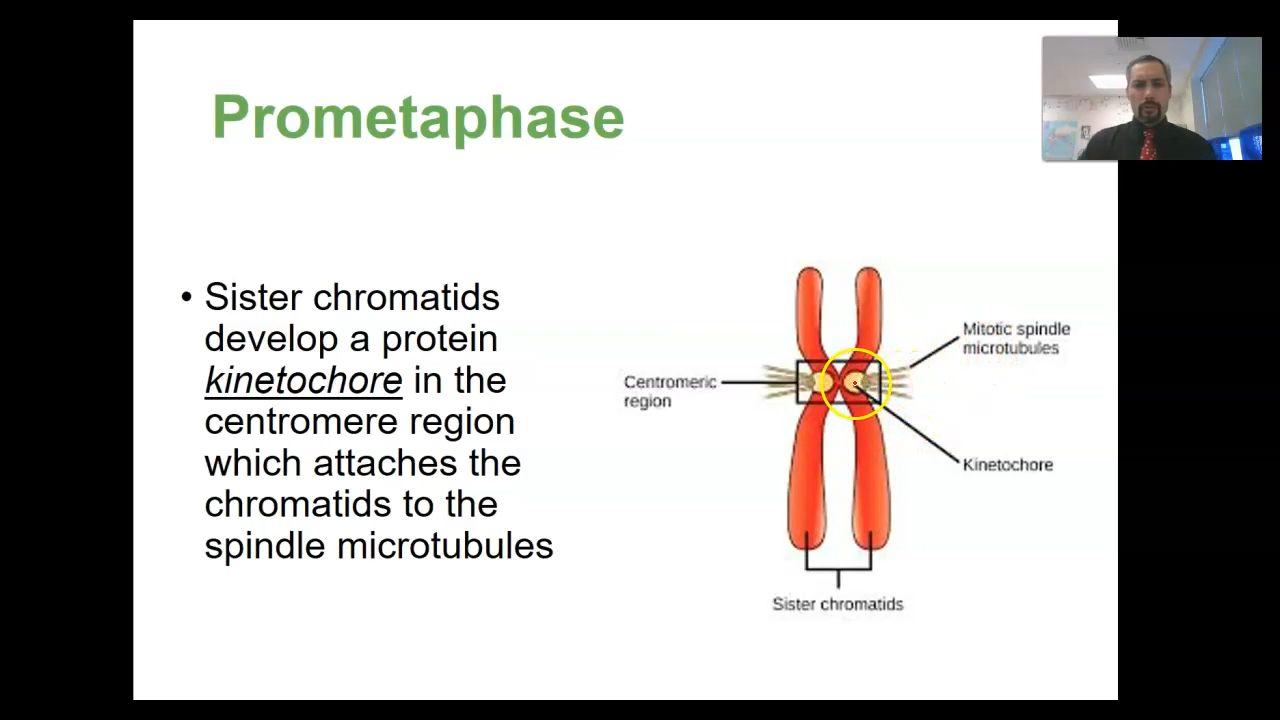 Prometaphase
• Sister chromatids
develop a protein
kinetochore in the
centromere region
which attaches the
chromatids to the
spindle microtubules
Mitotic spindle
microtubules
Centromeric
region
Kinetochore
Sister chromatids